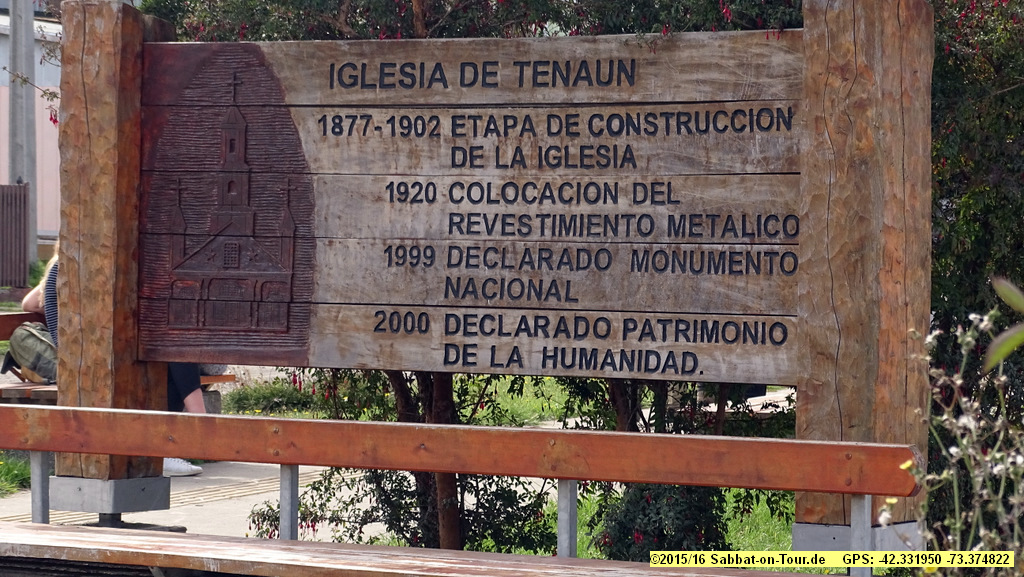 IGLESIA DE TENAUN
1877-1902 ETAPA DE CONSTRUCCION
DE LA IGLESIA
1920 COLOCACION DEL
REVESTIMIENTO METALICO
1999 DECLARADO MONUMENTO
NACIONAL
2000 DECLARADO PATRIMONIO
DE LA HUMANIDAD.
©2015/16 Sabbat-on-Tour.de GPS: -42.331950 -73.374822